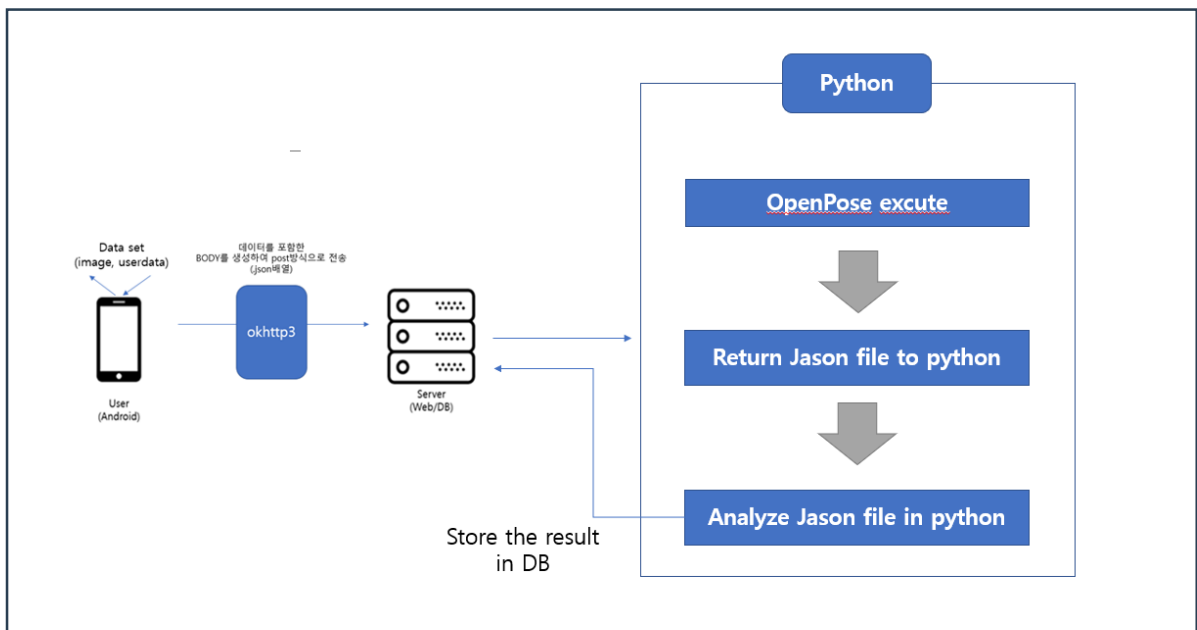 Python
OpenPose excute
Data set
(image, userdata)
데이터를 포함한
BODY를 생성하여 post방식으로 전송
(.json배열)
okhttp3
User
(Android)
Server
(Web/DB)
Return Jason file to python
Analyze Jason file in python
Store the result
in DB